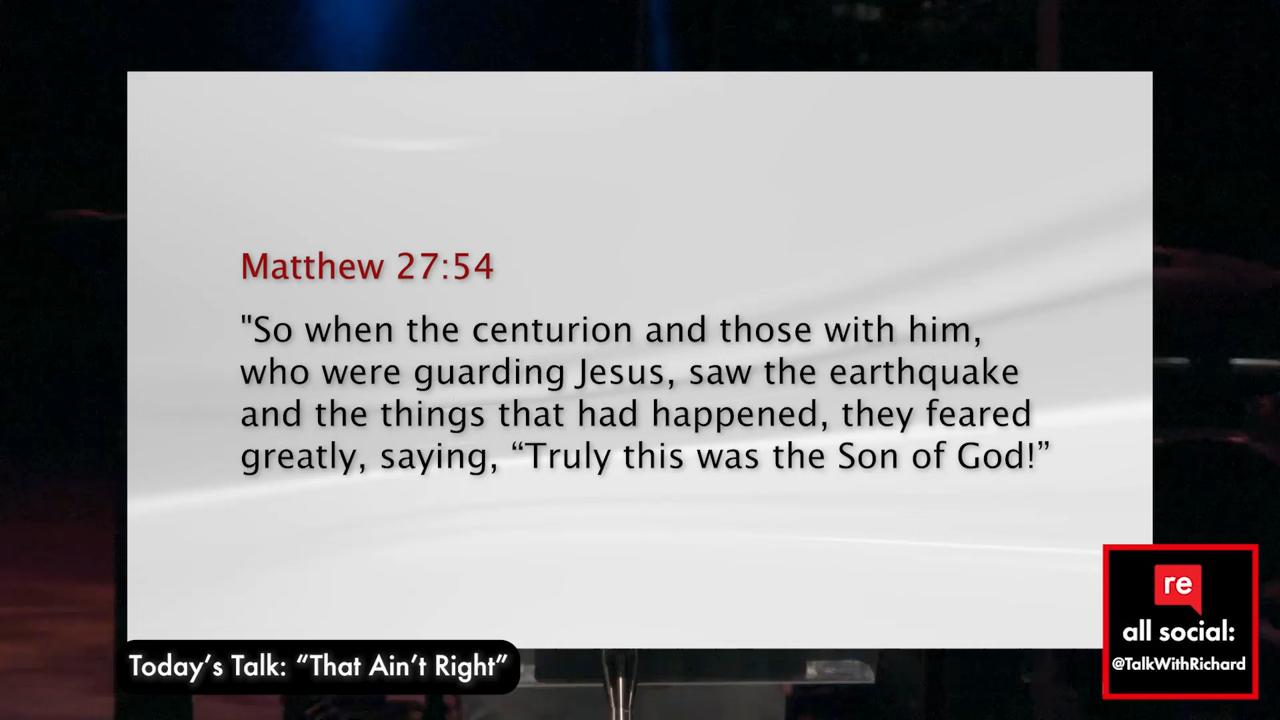 Matthew 27:54
"So when the centurion and those with him,
who were guarding Jesus, saw the earthquake
and the things that had happened, they feared
greatly, saying, “Truly this was the Son of God!”
Today’s Talk: “That Ain’t Right”
re
all social:
@TalkWithRichard